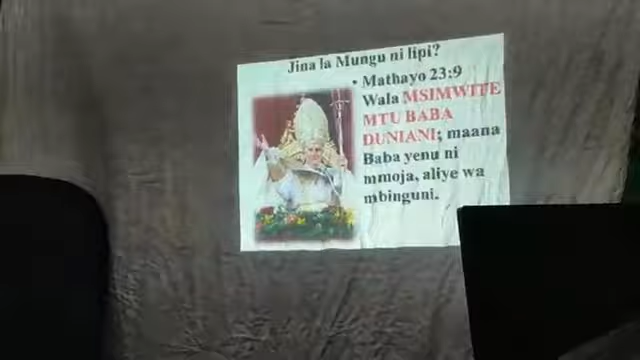 Jina la Mungu ni lipi?
• Mathayo 23:9
Wala MSIMWITE
MTU BABA
DUNIANI; maana
Baba yenu ni
mmoja, aliye wa
mbinguni.